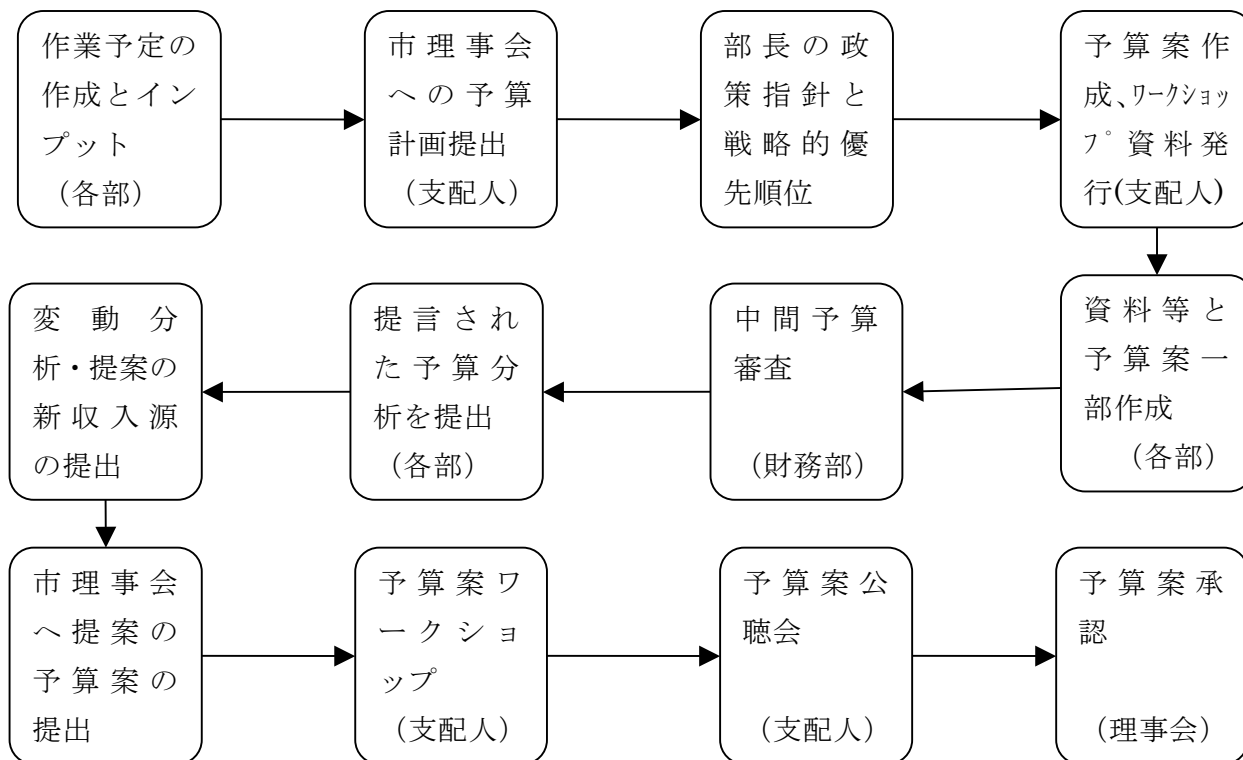 作業予定の
作成とイン
プット
（各部）
市理事会
への予算
計画提出
（支配人）
部長の政
策指針と
戦略的優
先順位
予算案作
成、ﾜｰｸｼｮｯ
ﾌﾟ資料発
行(支配人)
資料等と
予算案一
部作成
（各部）
中間予算
審査
（財務部）
提言され
た予算分
析を提出
（各部）
変動分
析・提案の
新収入源
の提出
市理事会
へ提案の
予算案の
提出
予算案ワ
ークショ
ップ
（支配人）
予算案公
聴会
（支配人）
予算案承
認
（理事会）